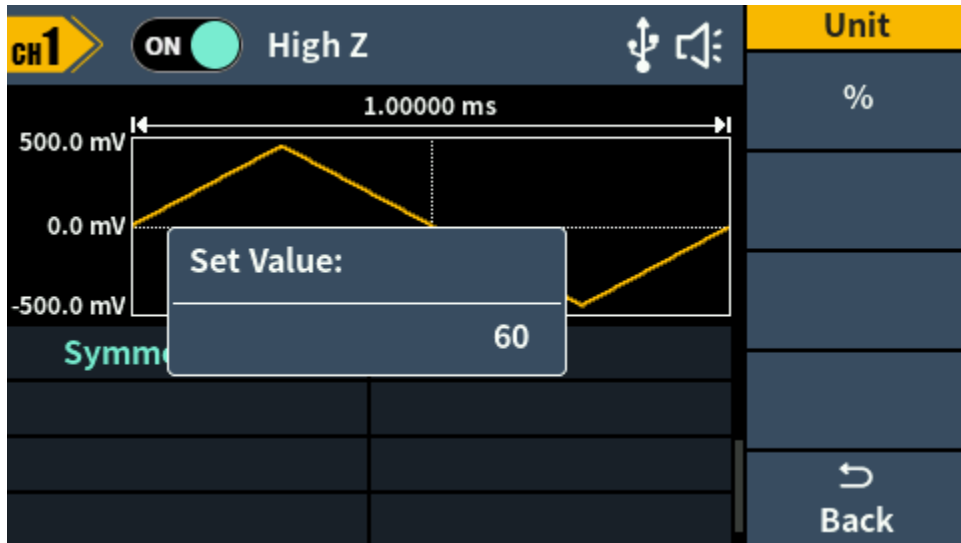 CH1 ON High Z
Unit
%
1.00000 ms
500.0 mV
0.0 mV
-500.0 mV
Set Value:
60
Back